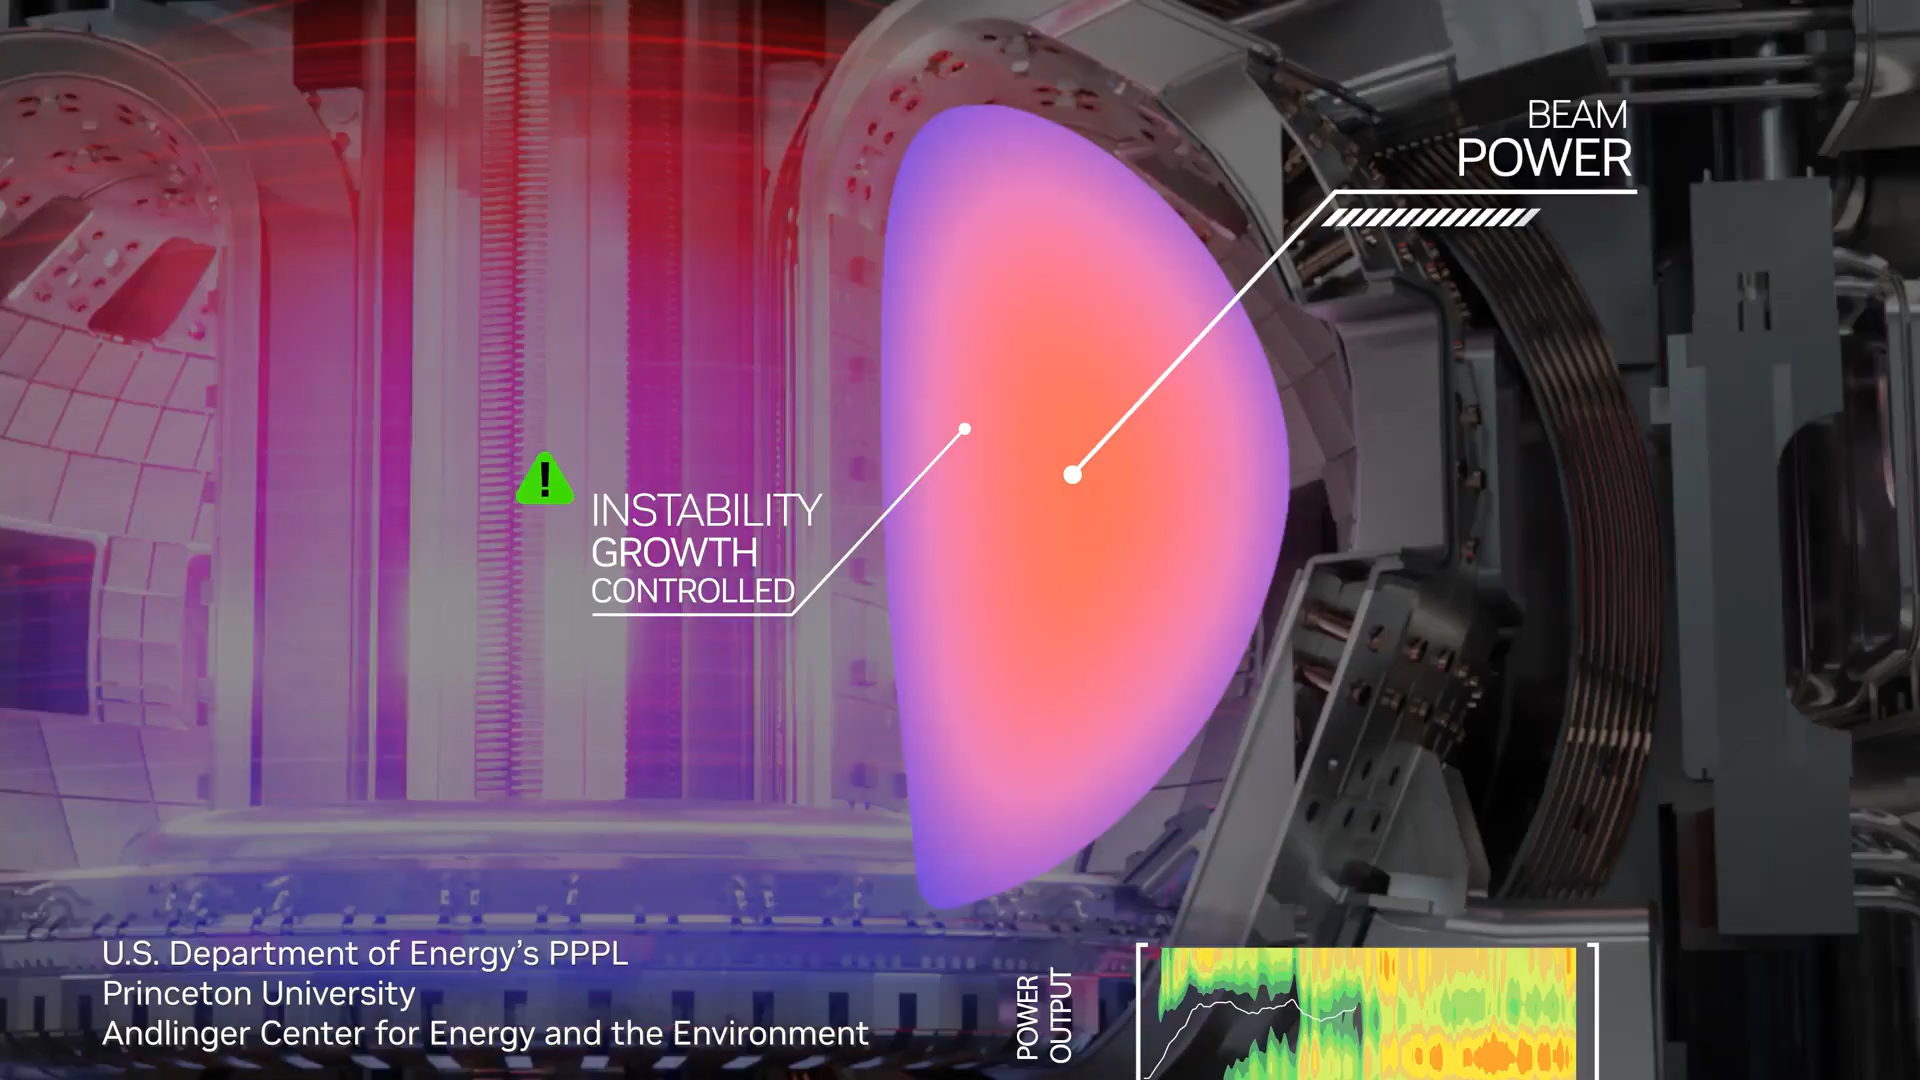 BEAM
POWER
!
INSTABILITY
GROWTH
CONTROLLED
U.S. Department of Energy’s PPPL
Princeton University
Andlinger Center for Energy and the Environment
POWER
OUTPUT